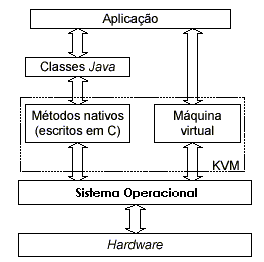 Aplicação
Classes Java
Métodos nativos
(escritos em C)
Máquina
virtual
KVM
Sistema Operacional
Hardware